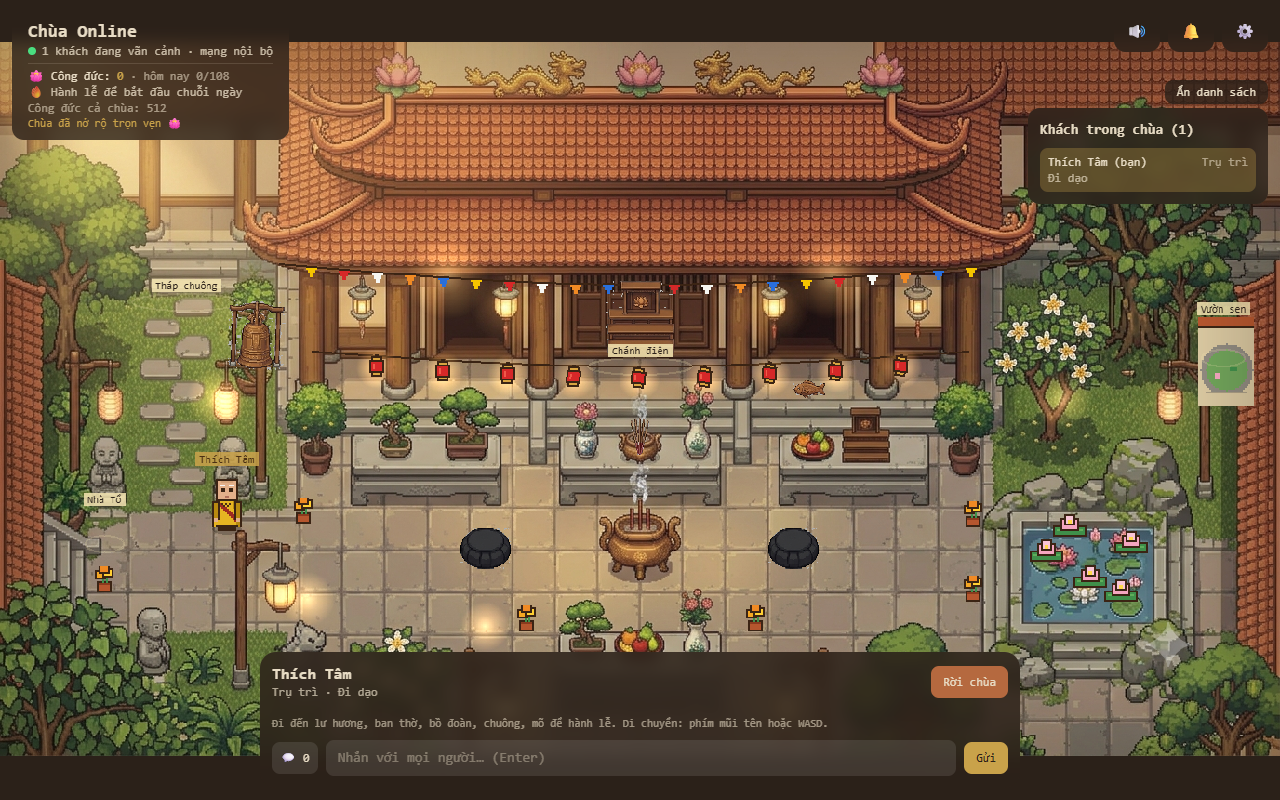 Chùa Online
1 khách đang vãn cảnh · mạng nội bộ
Công đức: 0 · hôm nay 0/108
Hành lễ để bắt đầu chuỗi ngày
Công đức cả chùa: 512
Chùa đã nở rộ trọn vẹn
Ẩn danh sách
Khách trong chùa (1)
Thích Tâm (bạn) Trụ trì
Đi dạo
Tháp chuông
Vườn sen
Chánh điện
Thích Tâm
Nhà Tổ
Thích Tâm
Trụ trì · Đi dạo
Rời chùa
Đi đến lư hương, ban thờ, bồ đoàn, chuông, mõ để hành lễ. Di chuyển: phím mũi tên hoặc WASD.
0
Nhắn với mọi người… (Enter)
Gửi